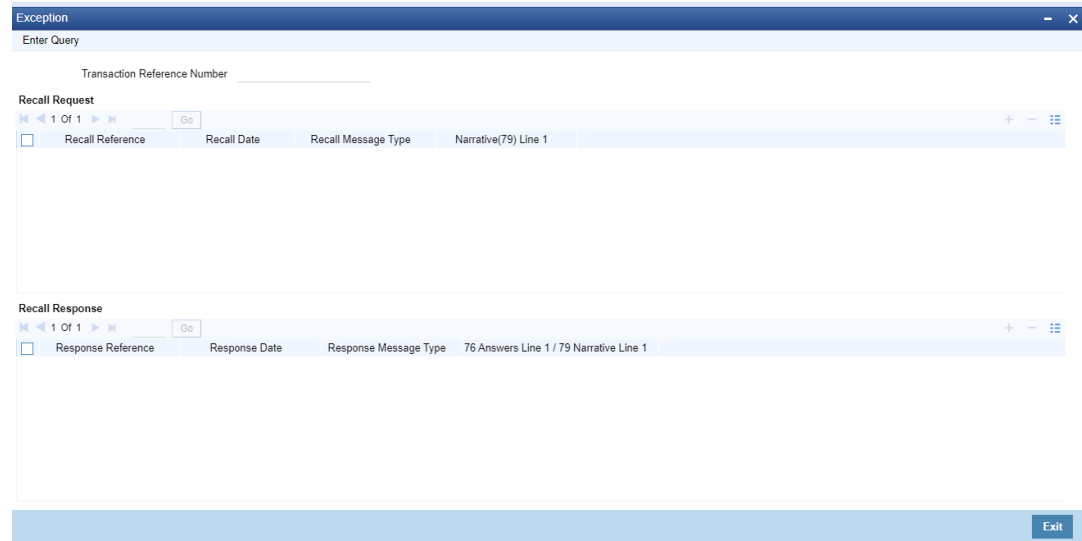 Exception
Enter Query
Transaction Reference Number
Recall Request
1 Of 1 Go
Recall Reference Recall Date Recall Message Type Narrative(79) Line 1
Recall Response
1 Of 1 Go
Response Reference Response Date Response Message Type 76 Answers Line 1 / 79 Narrative Line 1
Exit